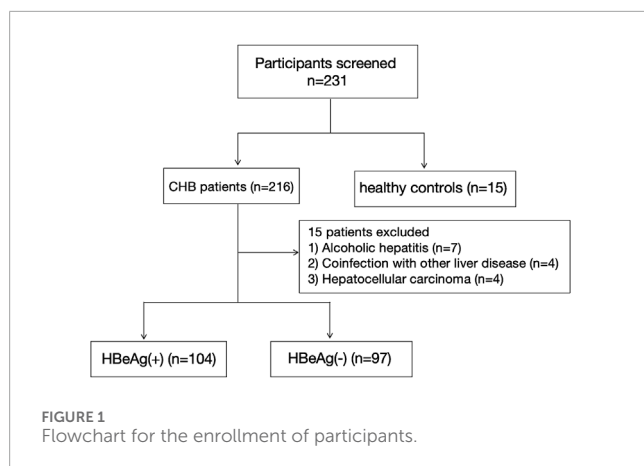 Participants screened
n=231
CHB patients (n=216)
healthy controls (n=15)
15 patients excluded
1) Alcoholic hepatitis (n=7)
2) Coinfection with other liver disease (n=4)
3) Hepatocellular carcinoma (n=4)
HBeAg(+) (n=104)
HBeAg(-) (n=97)
FIGURE 1
Flowchart for the enrollment of participants.